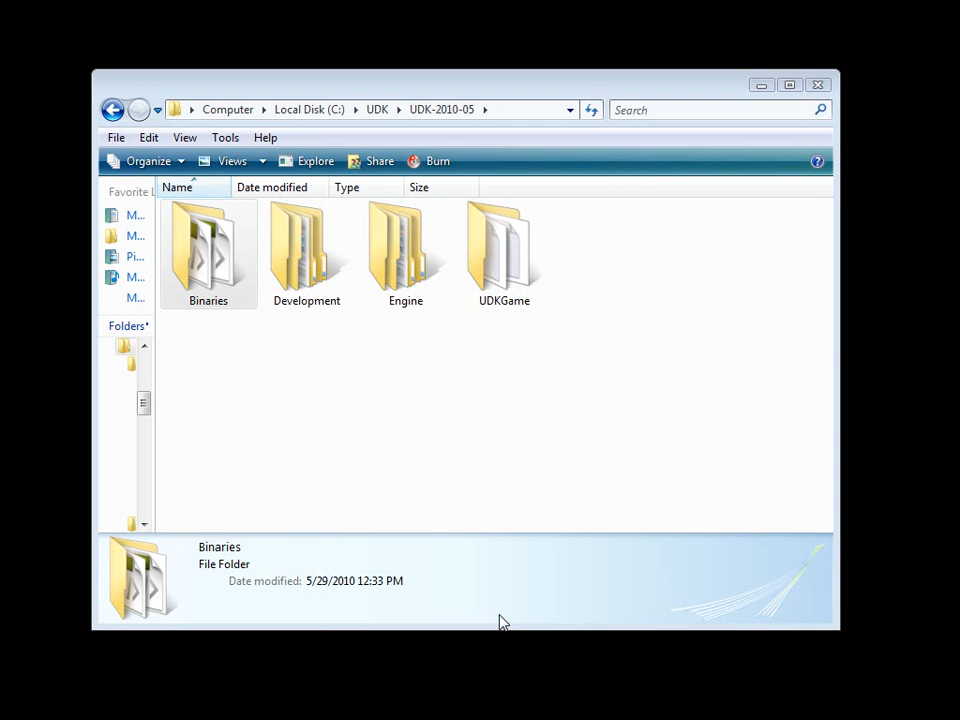 Computer Local Disk (C:) UDK UDK-2010-05 Search
File Edit View Tools Help
Organize Views Explore Share Burn ?
Favorite L Name Date modified Type Size
M...
M...
Pi...
M...
M...
Binaries Development Engine UDKGame
Folders
Binaries
File Folder
Date modified: 5/29/2010 12:33 PM